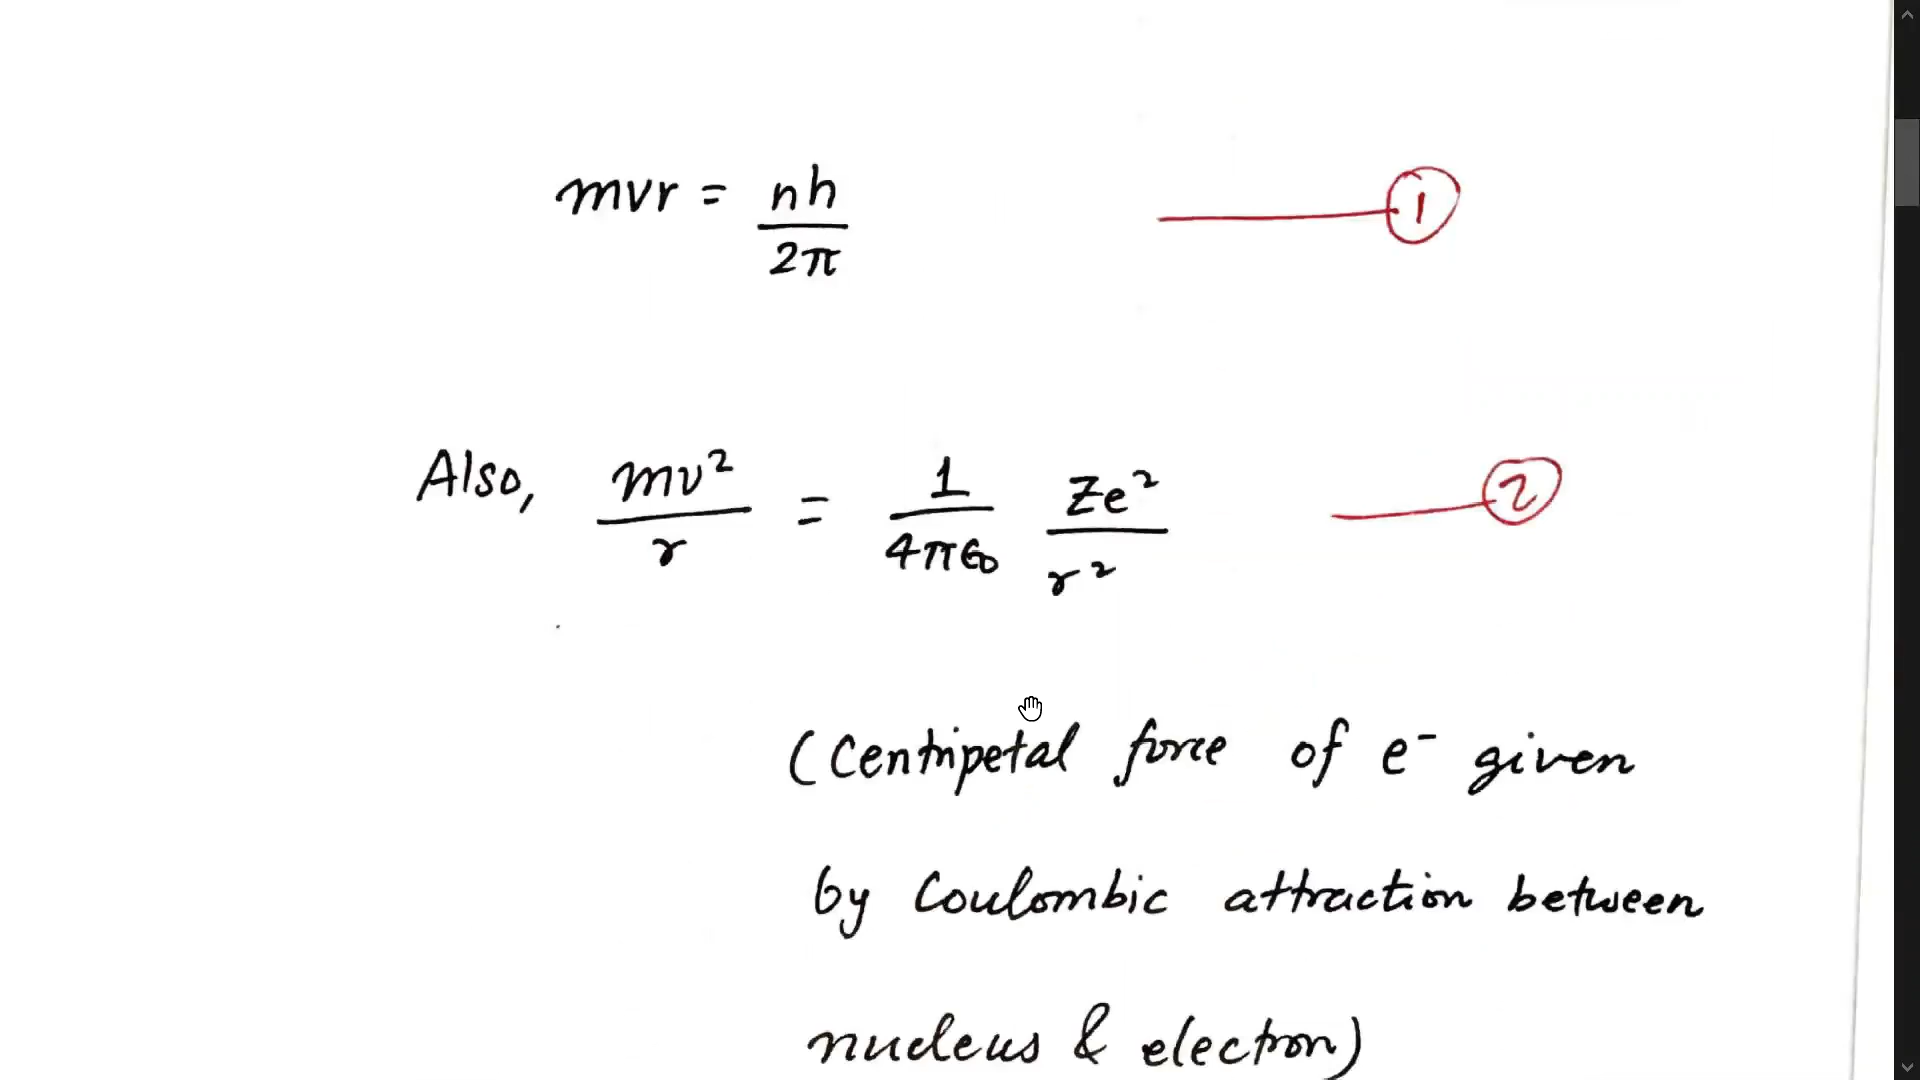 mvr = nh/2π ——— ①
Also, mv²/r = 1/4πϵ₀ Ze²/r² ——— ②
(Centripetal force of e⁻ given
by Coulombic attraction between
nucleus & electron)